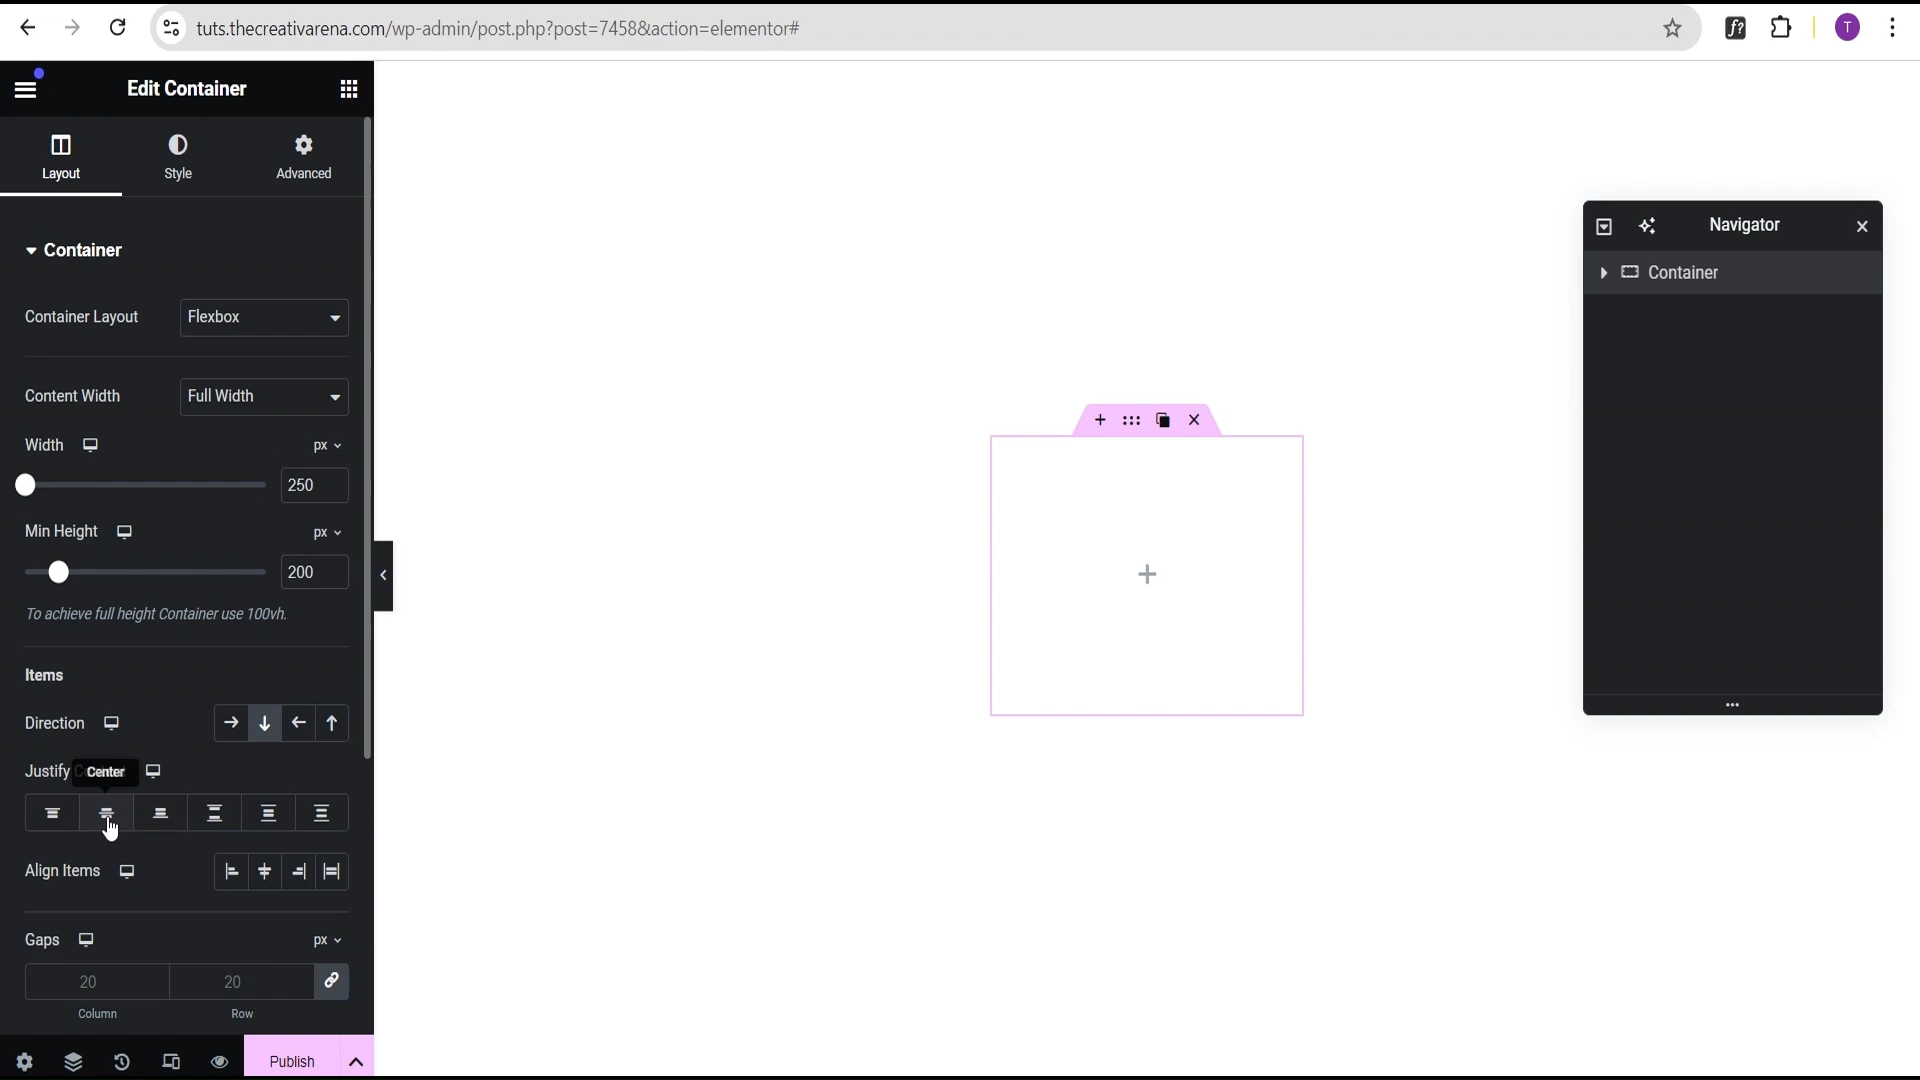 tuts.thecreativarena.com/wp-admin/post.php?post=7458&action=elementor#
f?
T
Edit Container
Layout
Style
Advanced
Container
Container Layout
Flexbox
Content Width
Full Width
Width
px
250
Min Height
px
200
To achieve full height Container use 100vh.
Items
Direction
Justify
Center
Align Items
Gaps
px
20
20
Column
Row
Publish
Navigator
Container